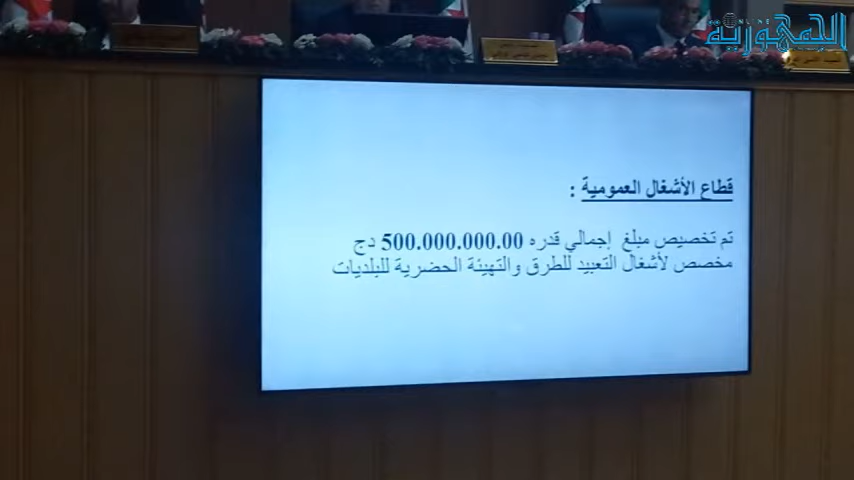 ONLINE
الجمهورية
قطاع الأشغال العمومية :
تم تخصيص مبلغ إجمالي قدره 500.000.000.00 دج
مخصص لأشغال التعبيد للطرق والتهيئة الحضرية للبلديات